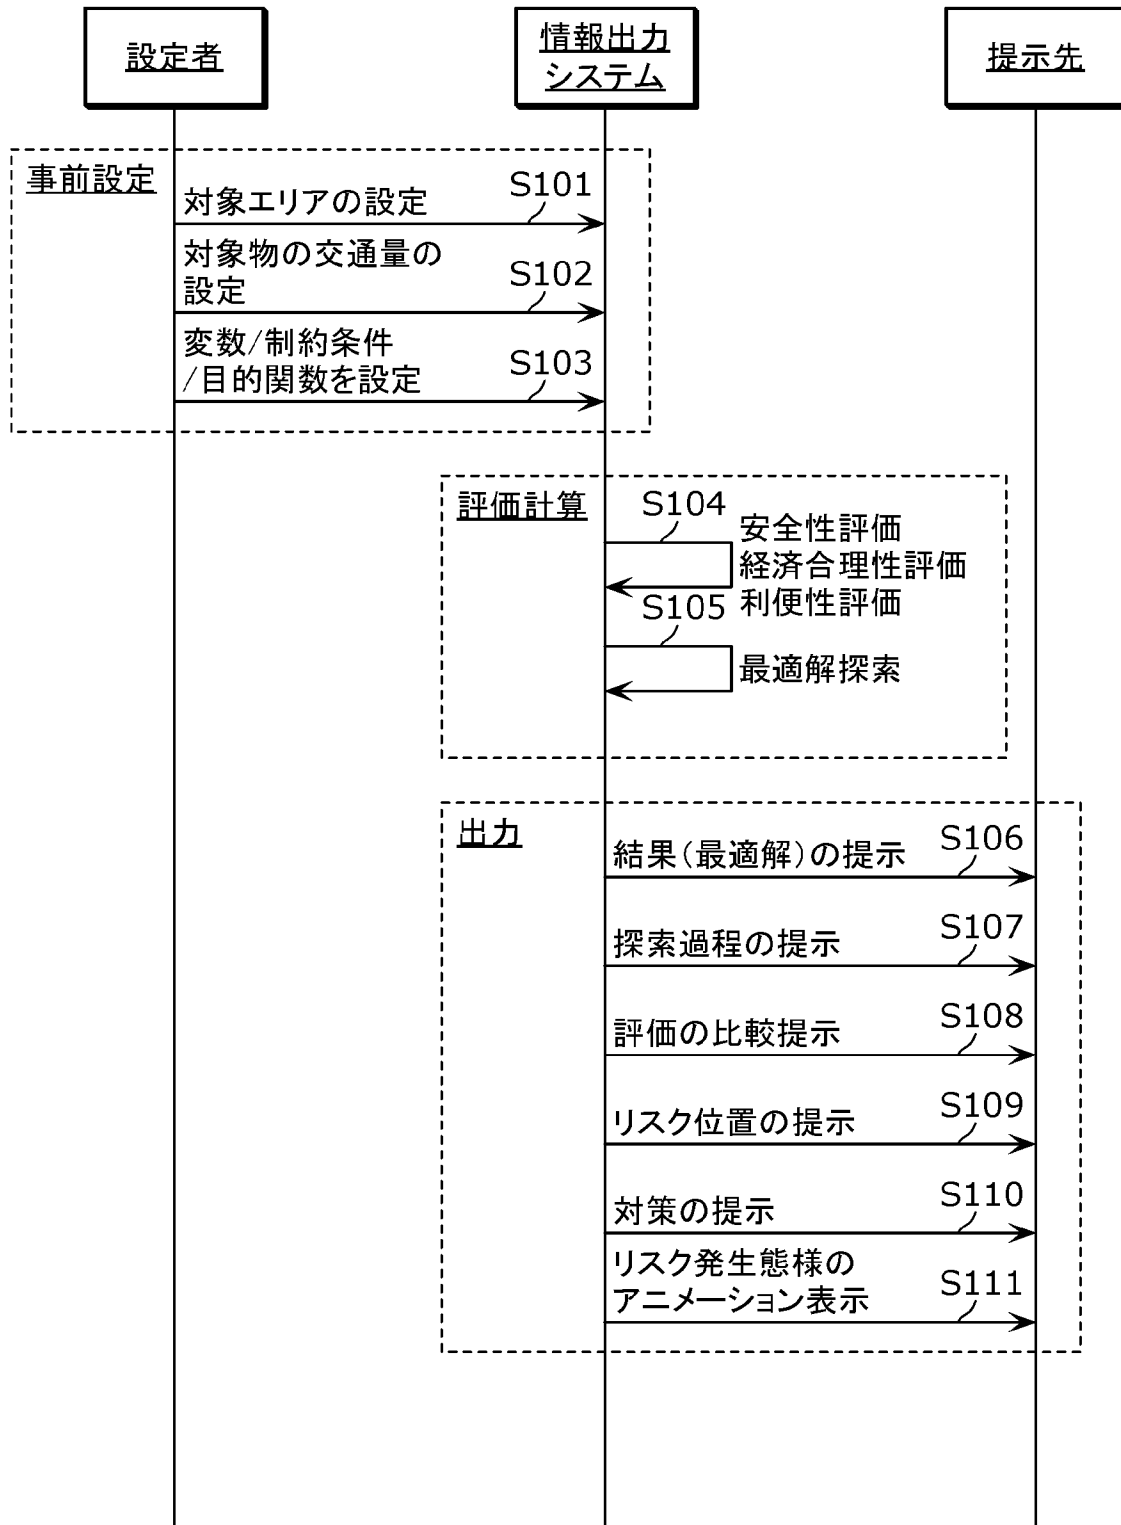 設定者
情報出力
システム
提示先
事前設定
対象エリアの設定
S101
対象物の交通量の
設定
S102
変数/制約条件
/目的関数を設定
S103
評価計算
S104
安全性評価
経済合理性評価
利便性評価
S105
最適解探索
出力
結果(最適解)の提示
S106
探索過程の提示
S107
評価の比較提示
S108
リスク位置の提示
S109
対策の提示
S110
リスク発生態様の
アニメーション表示
S111